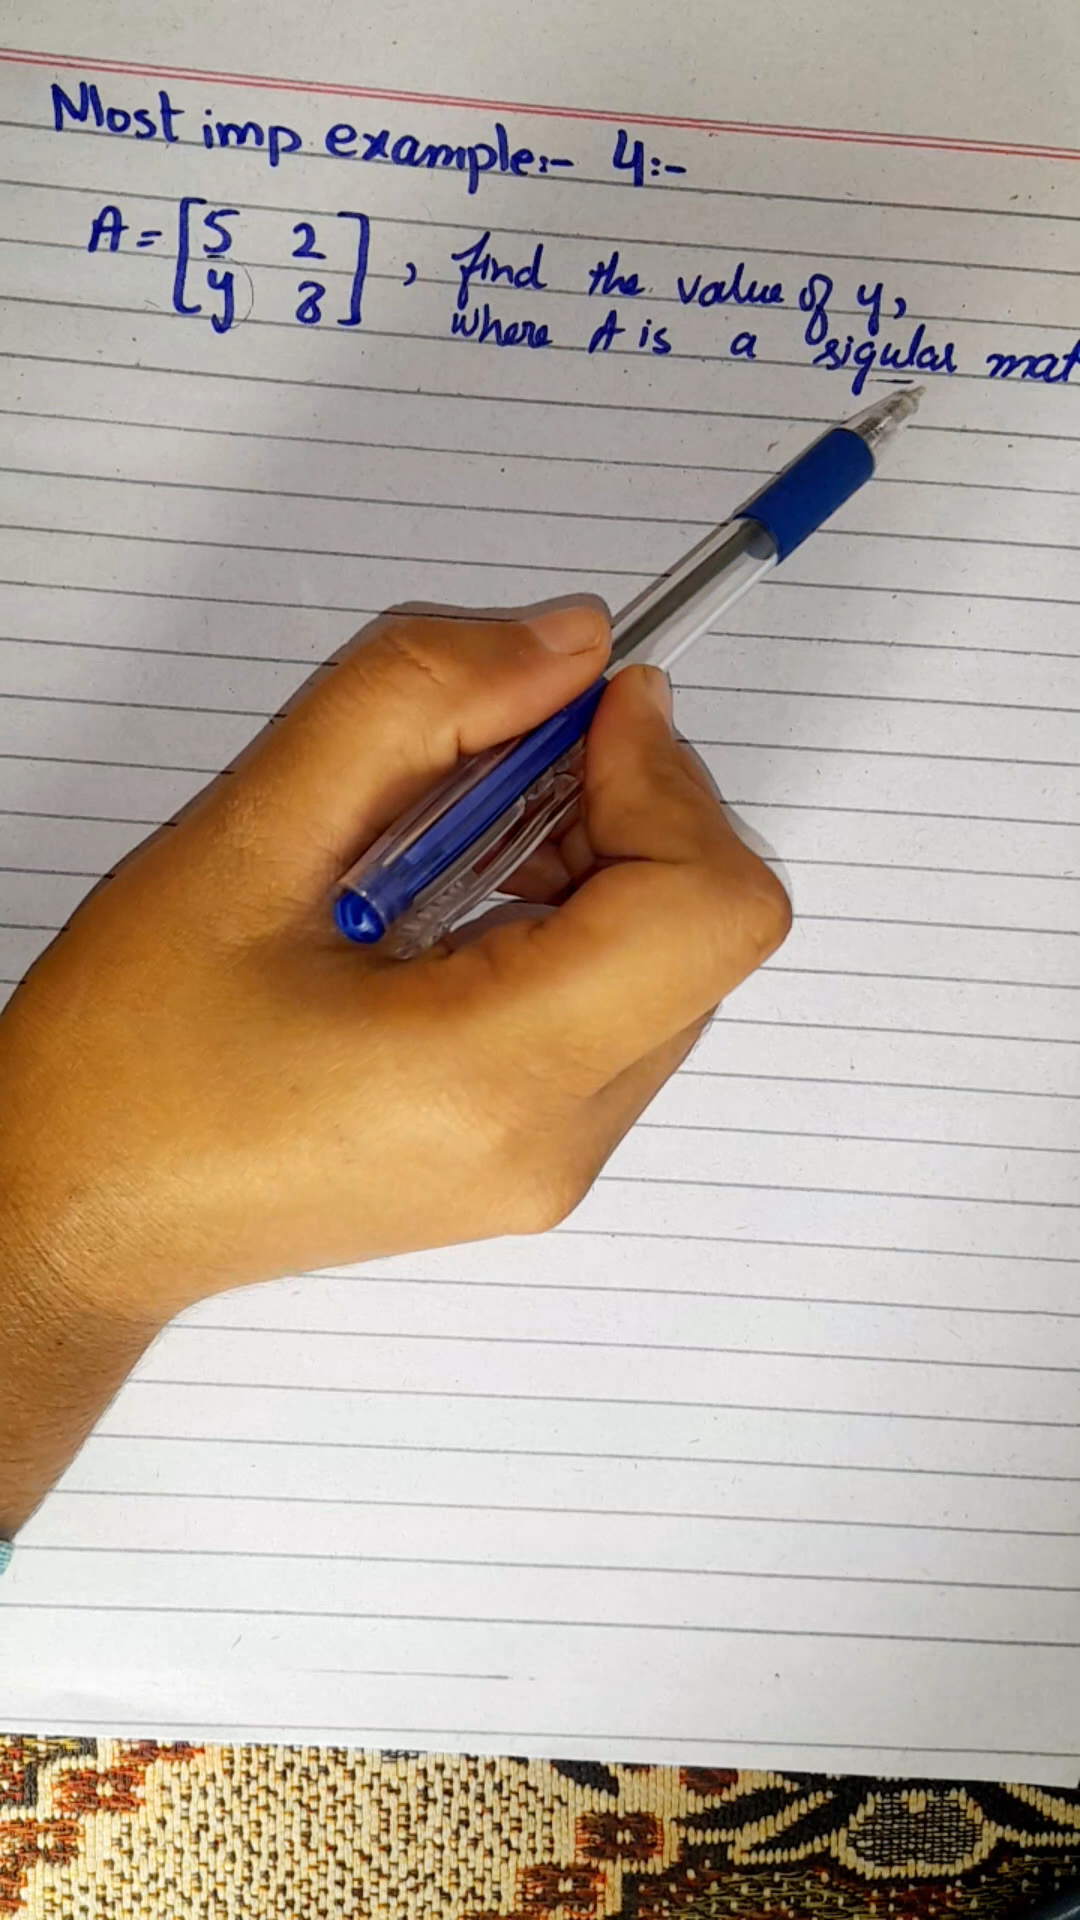 Most imp. example:- 4:-
A = [5 2], find the value of y,
[y 8] where A is a sigular mat